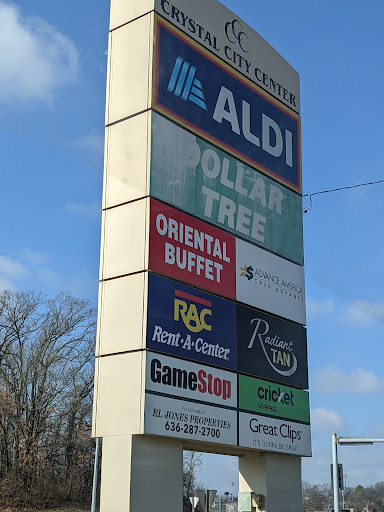 CRYSTAL CITY CENTER
ALDI
DOLLAR
TREE
ORIENTAL
BUFFET
ADVANCE AMERICA
CASH ADVANCE
RAC
Rent-A-Center
Radiant
TAN
GameStop
cricket
wireless
RL JONES PROPERTIES
636-287-2700
Great Clips
IT'S GONNA BE GREAT